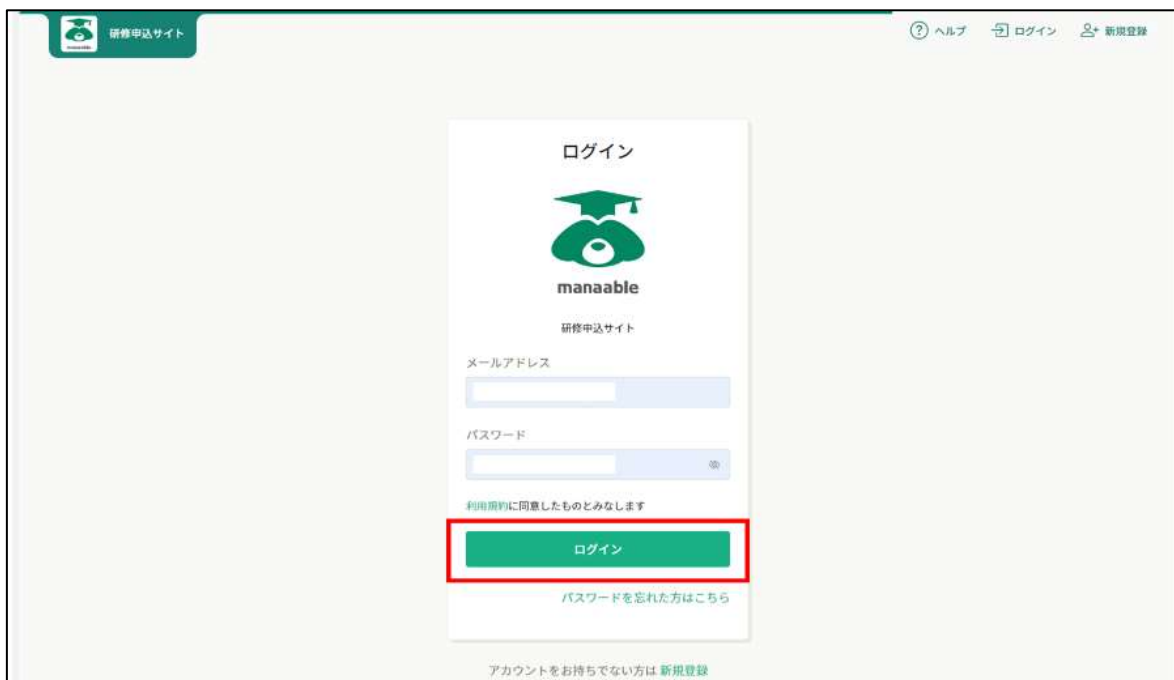 manaable
研修申込サイト
ヘルプ
ログイン
新規登録
ログイン
manaable
研修申込サイト
メールアドレス
パスワード
利用規約に同意したものとみなします
ログイン
パスワードを忘れた方はこちら
アカウントをお持ちでない方は 新規登録